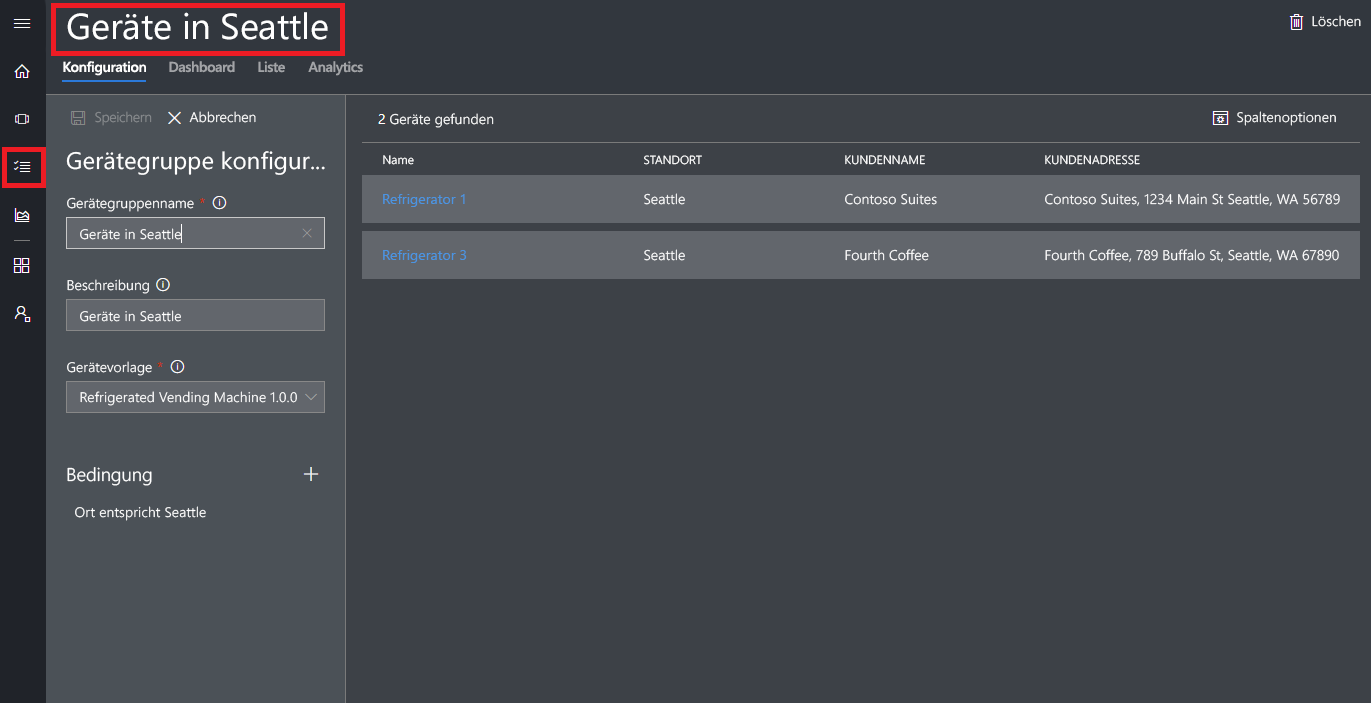 Geräte in Seattle
Löschen
Konfiguration Dashboard Liste Analytics
Speichern Abbrechen
2 Geräte gefunden
Spaltenoptionen
Gerätegruppe konfigur...
Gerätegruppenname *
Geräte in Seattle
Beschreibung
Geräte in Seattle
Gerätevorlage *
Refrigerated Vending Machine 1.0.0
Bedingung
Ort entspricht Seattle
Name STANDORT KUNDENNAME KUNDENADRESSE
Refrigerator 1 Seattle Contoso Suites Contoso Suites, 1234 Main St Seattle, WA 56789
Refrigerator 3 Seattle Fourth Coffee Fourth Coffee, 789 Buffalo St, Seattle, WA 67890